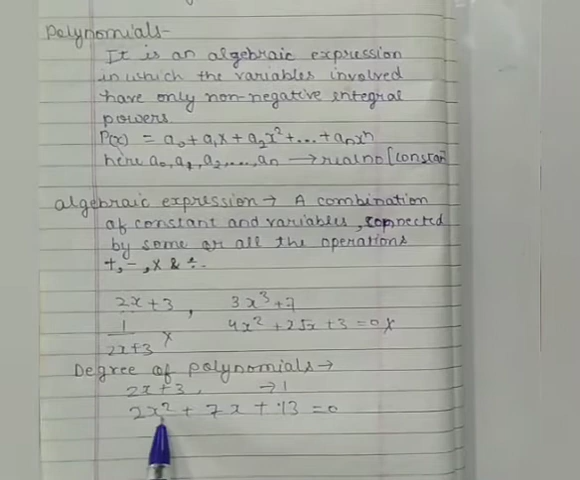 Polynomials-
It is an algebraic expression
in which the variables involved
have only non-negative integral
powers.
P(x) = a₀ + a₁x + a₂x² + ... + aₙxⁿ
here a₀, a₁, a₂, ..., aₙ → real no [constan
algebraic expression → A combination
of constant and variables, connected
by some or all the operations
+, -, x & ÷.
2x+3, 3x³+7
1/(2x+3) x 4x² + 25x + 3 = 0 x
Degree of polynomials →
2x+3, → 1
2x² + 7x + 13 = 0